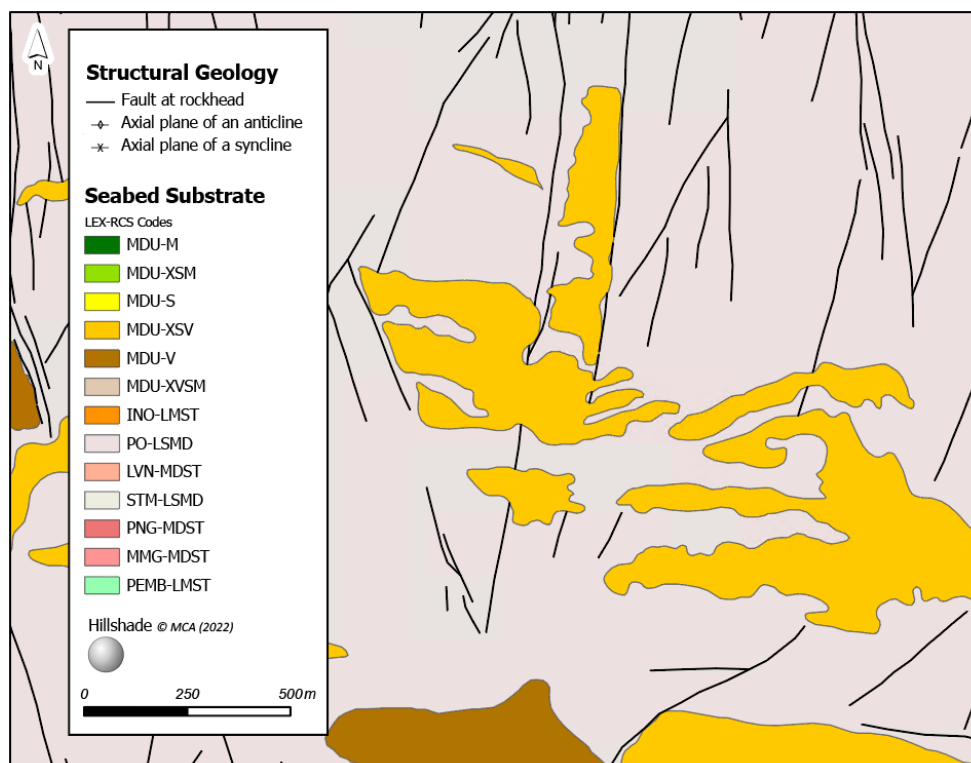 N
Structural Geology
Fault at rockhead
Axial plane of an anticline
Axial plane of a syncline
Seabed Substrate
LEX-RCS Codes
MDU-M
MDU-XSM
MDU-S
MDU-XSV
MDU-V
MDU-XVSM
INO-LMST
PO-LSMD
LVN-MDST
STM-LSMD
PNG-MDST
MMG-MDST
PEMB-LMST
Hillshade © MCA (2022)
0 250 500 m